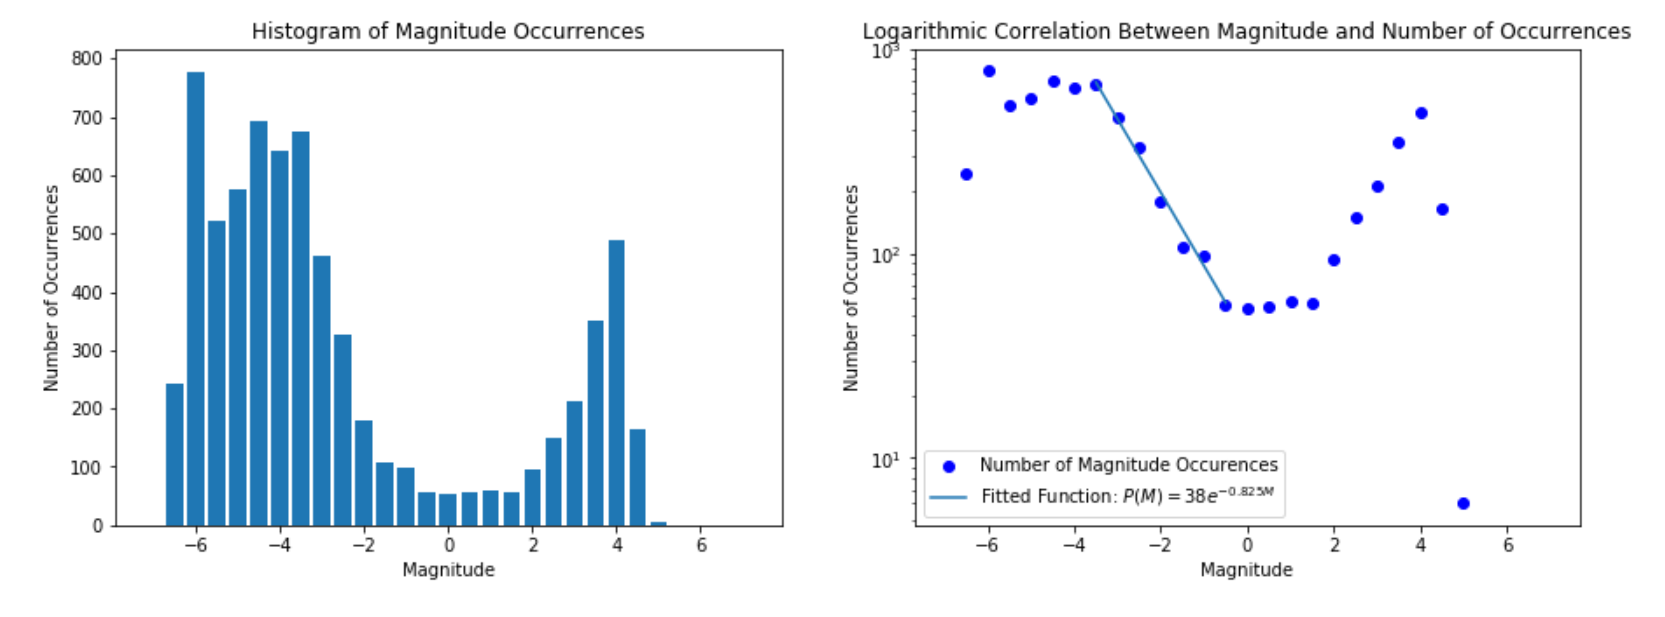 Histogram of Magnitude Occurrences
800
700
600
500
400
300
200
100
0
Number of Occurrences
−6 −4 −2 0 2 4 6
Magnitude
Logarithmic Correlation Between Magnitude and Number of Occurrences
10³
10²
10¹
Number of Occurrences
Number of Magnitude Occurences
Fitted Function: P(M) = 38e⁻⁰·⁸²⁵ᴹ
−6 −4 −2 0 2 4 6
Magnitude